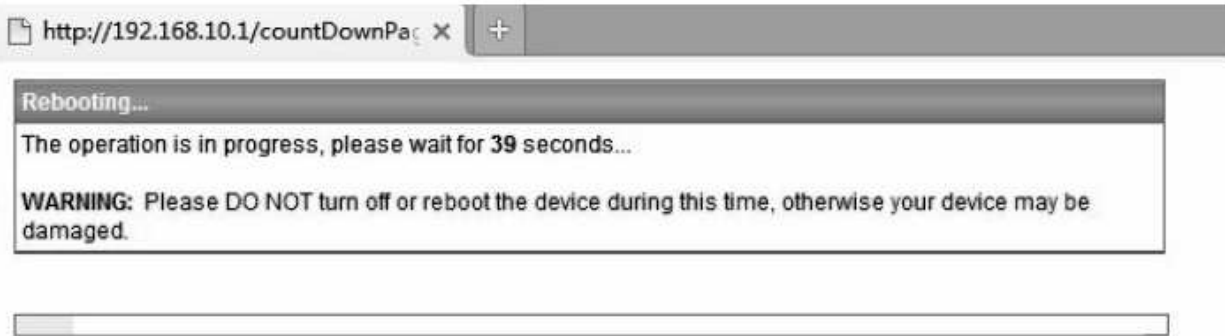 http://192.168.10.1/countDownPag
Rebooting...
The operation is in progress, please wait for 39 seconds...
WARNING: Please DO NOT turn off or reboot the device during this time, otherwise your device may be
damaged.